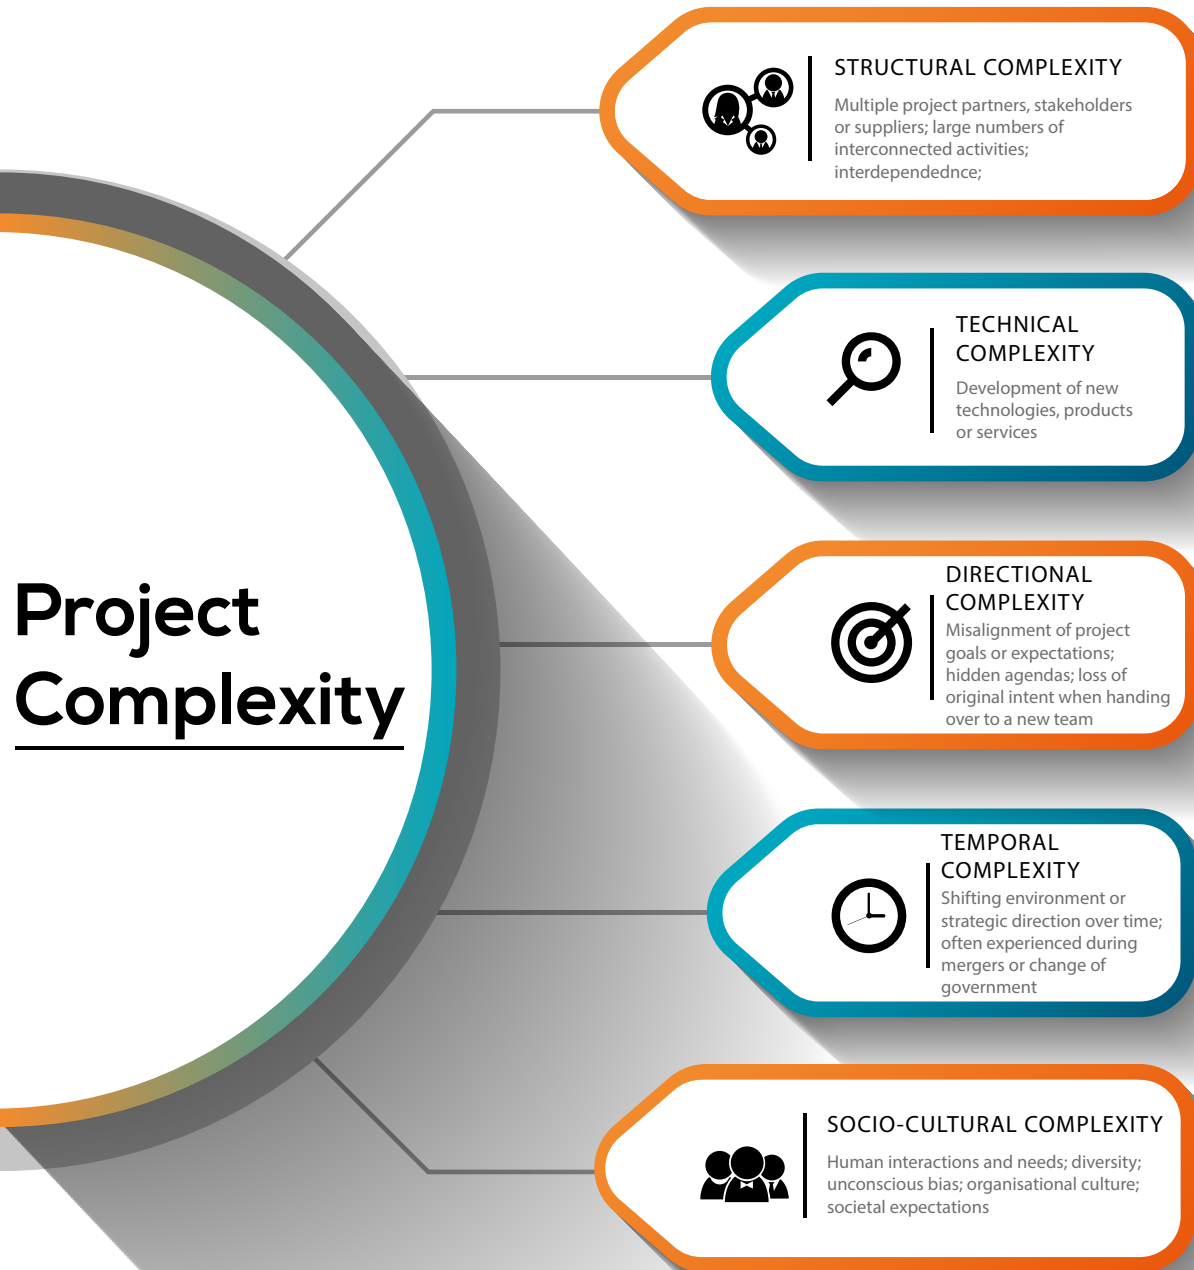 Project
Complexity
STRUCTURAL COMPLEXITY
Multiple project partners, stakeholders
or suppliers; large numbers of
interconnected activities;
interdependednce;
TECHNICAL
COMPLEXITY
Development of new
technologies, products
or services
DIRECTIONAL
COMPLEXITY
Misalignment of project
goals or expectations;
hidden agendas; loss of
original intent when handing
over to a new team
TEMPORAL
COMPLEXITY
Shifting environment or
strategic direction over time;
often experienced during
mergers or change of
government
SOCIO-CULTURAL COMPLEXITY
Human interactions and needs; diversity;
unconscious bias; organisational culture;
societal expectations